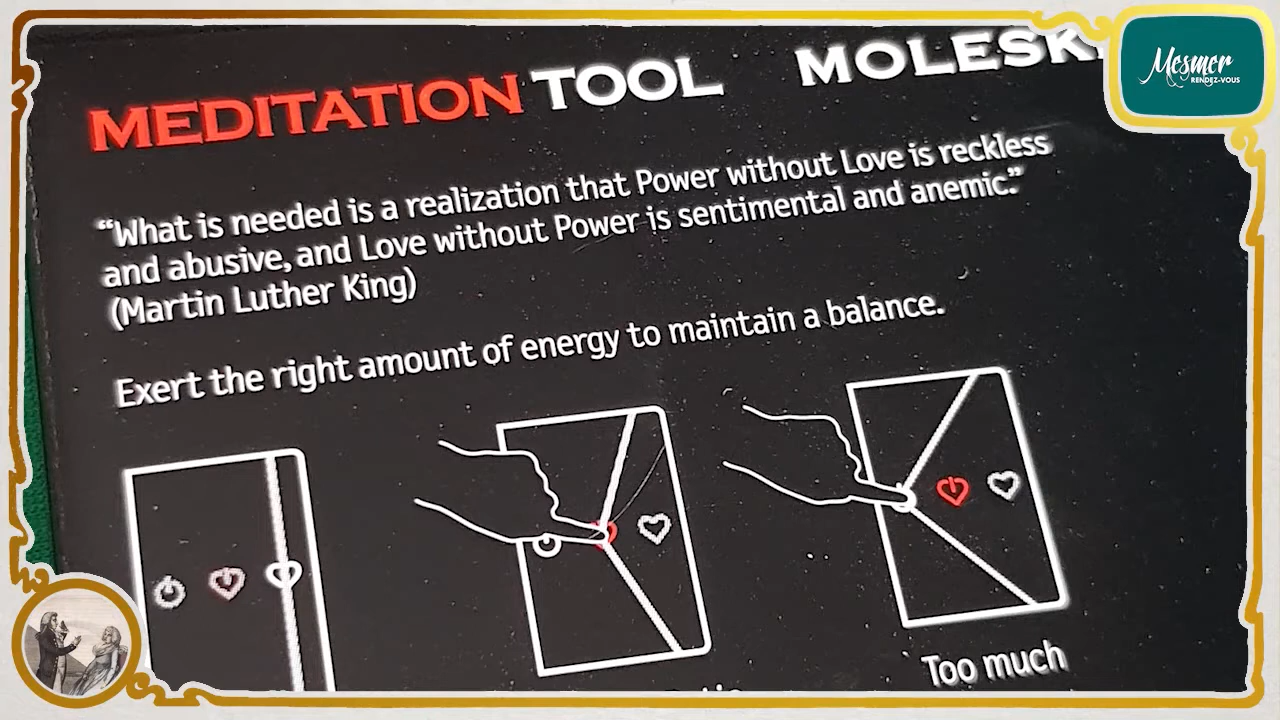 MEDITATION TOOL
Mesmer
RENDEZ-VOUS
“What is needed is a realization that Power without Love is reckless
and abusive, and Love without Power is sentimental and anemic.”
(Martin Luther King)
Exert the right amount of energy to maintain a balance.
Too much